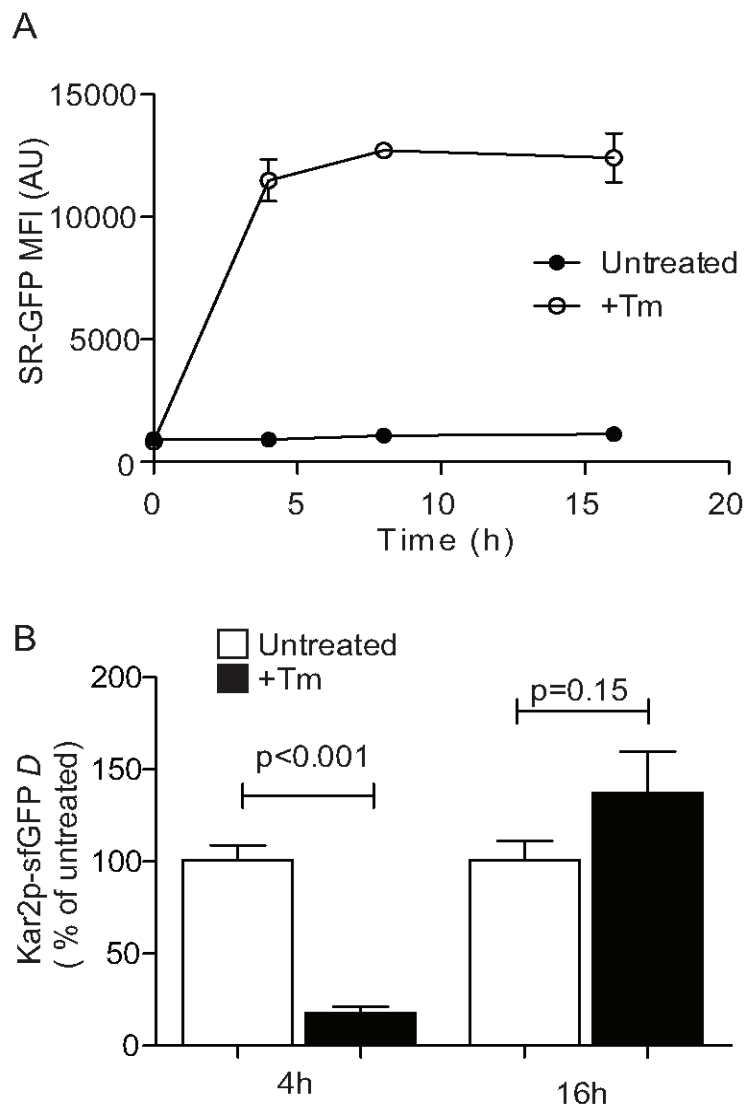 A
15000
10000
5000
0
SR-GFP MFI (AU)
Untreated
+Tm
0 5 10 15 20
Time (h)
B
Untreated
+Tm
200
150
100
50
0
Kar2p-sfGFP D
( % of untreated)
p<0.001
p=0.15
4h 16h